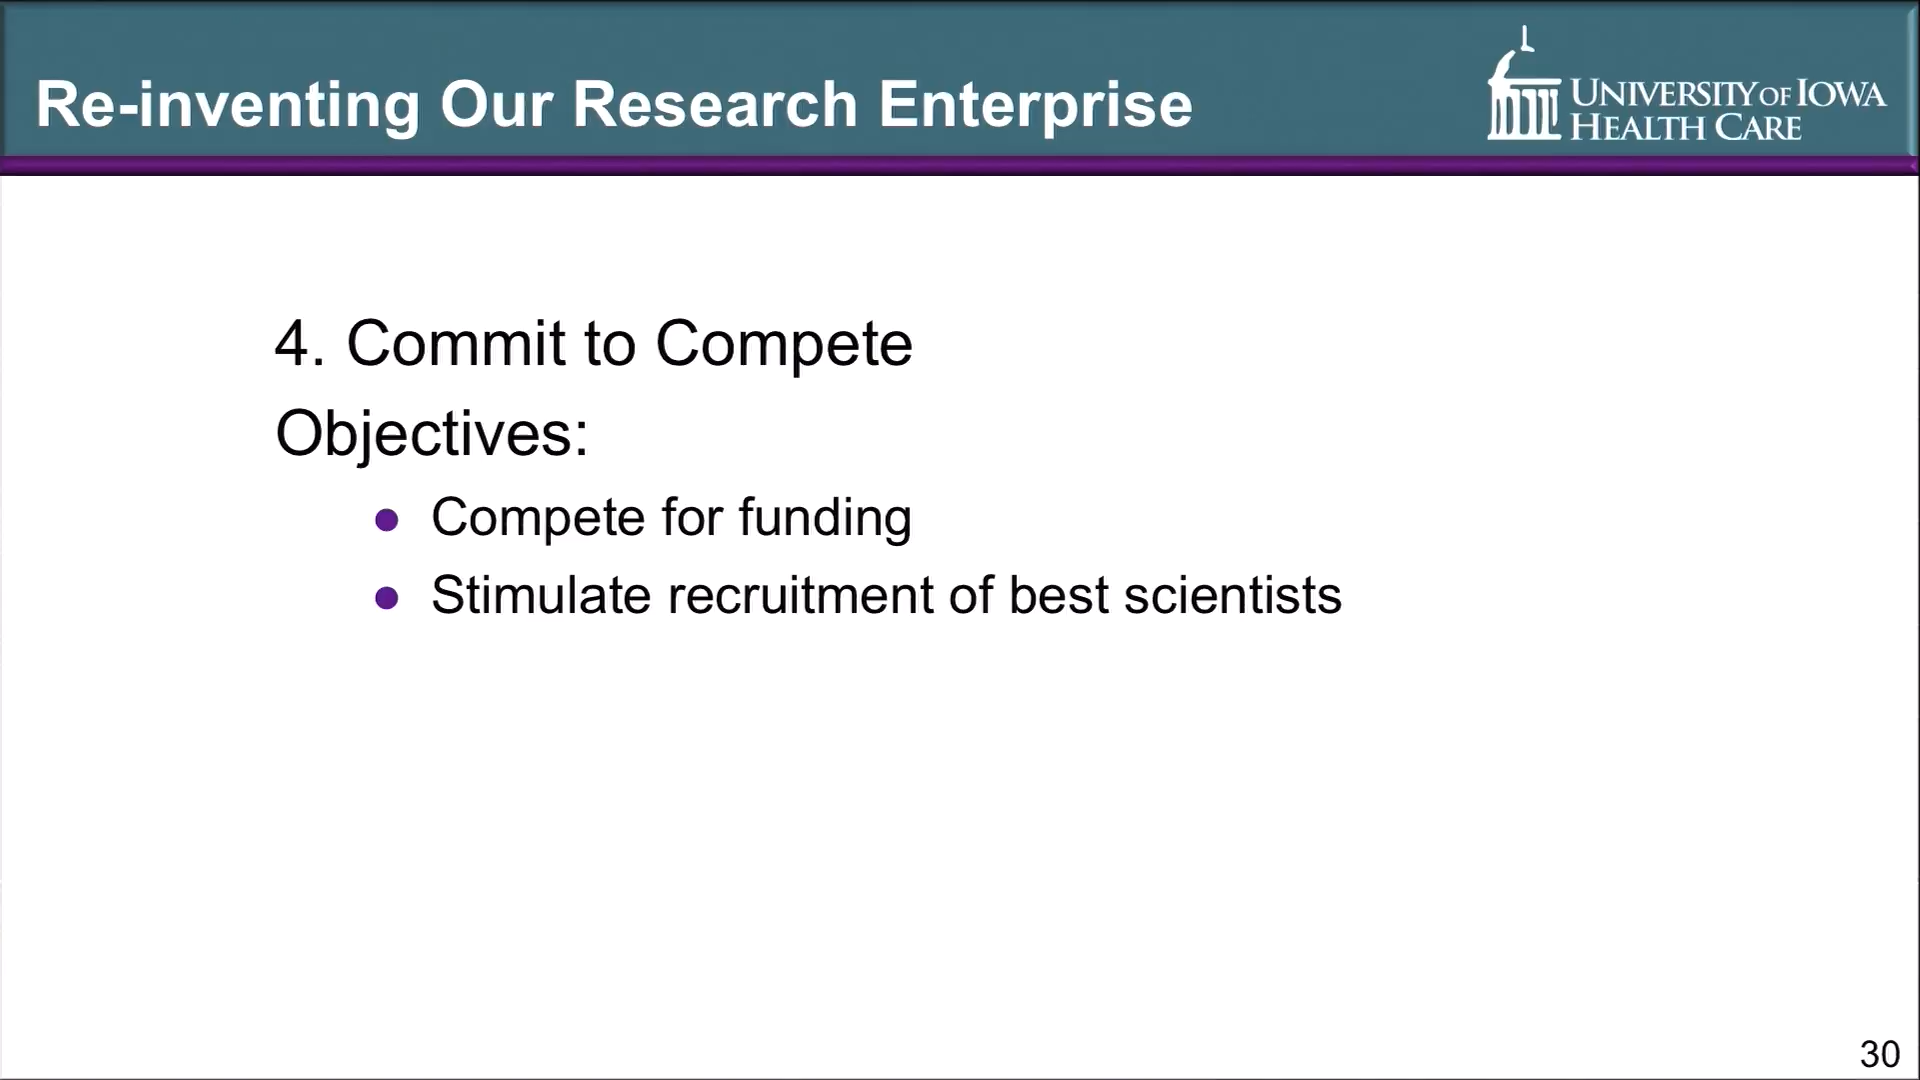 Re-inventing Our Research Enterprise
UNIVERSITY OF IOWA
HEALTH CARE
4. Commit to Compete
Objectives:
● Compete for funding
● Stimulate recruitment of best scientists
30